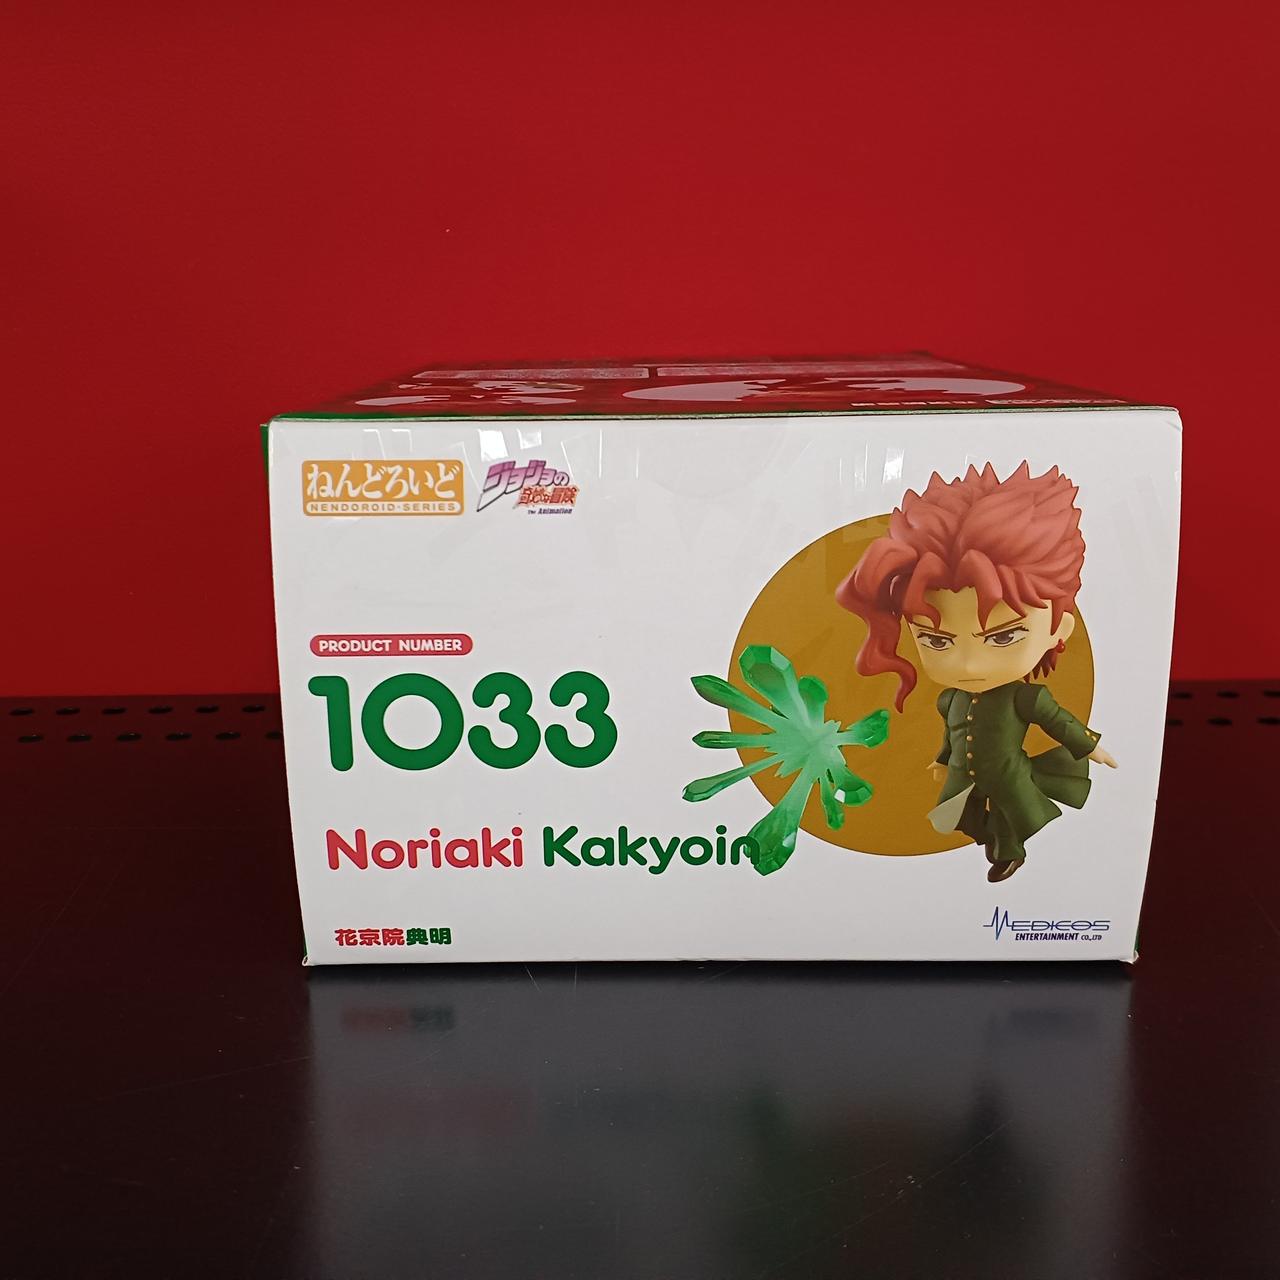 ねんどろいど
NENDOROID-SERIES
ジョジョの
奇妙な冒険
The Animation
PRODUCT NUMBER
1033
Noriaki Kakyoin
花京院典明
MEDICOS
ENTERTAINMENT CO.,LTD